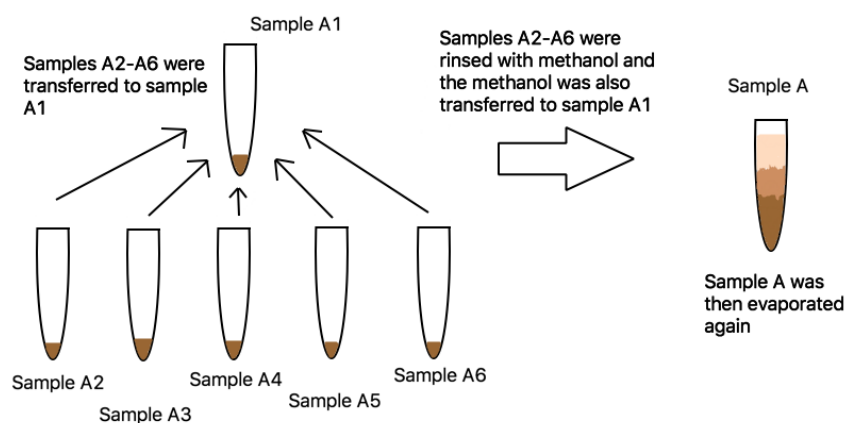 Sample A1
Samples A2-A6 were
transferred to sample
A1
Samples A2-A6 were
rinsed with methanol and
the methanol was also
transferred to sample A1
Sample A
Sample A was
then evaporated
again
Sample A2
Sample A3
Sample A4
Sample A5
Sample A6